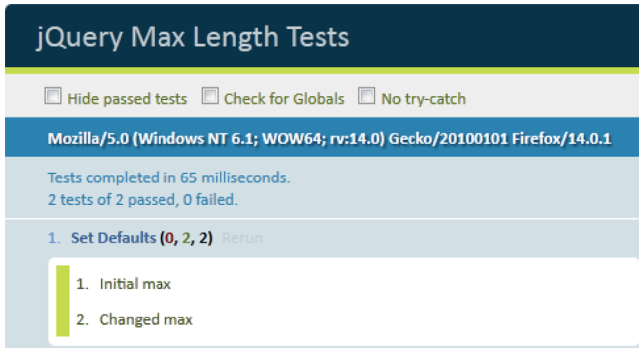 jQuery Max Length Tests
Hide passed tests Check for Globals No try-catch
Mozilla/5.0 (Windows NT 6.1; WOW64; rv:14.0) Gecko/20100101 Firefox/14.0.1
Tests completed in 65 milliseconds.
2 tests of 2 passed, 0 failed.
1. Set Defaults (0, 2, 2) Rerun
1. Initial max
2. Changed max